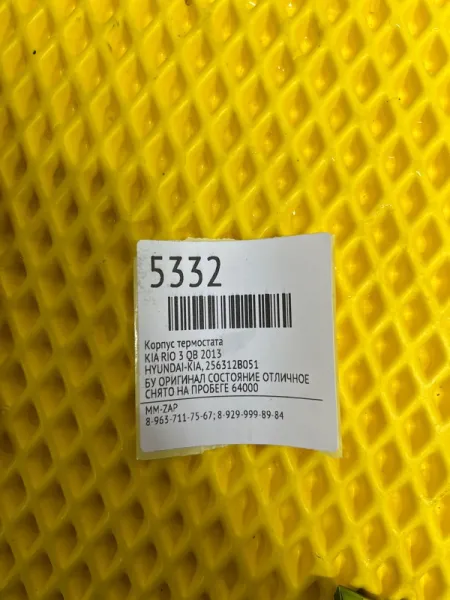 5332
Корпус термостата
KIA RIO 3 QB 2013
HYUNDAI-KIA, 256312B051
БУ ОРИГИНАЛ СОСТОЯНИЕ ОТЛИЧНОЕ
СНЯТО НА ПРОБЕГЕ 64000
MM-ZAP
8-963-711-75-67; 8-929-999-89-84